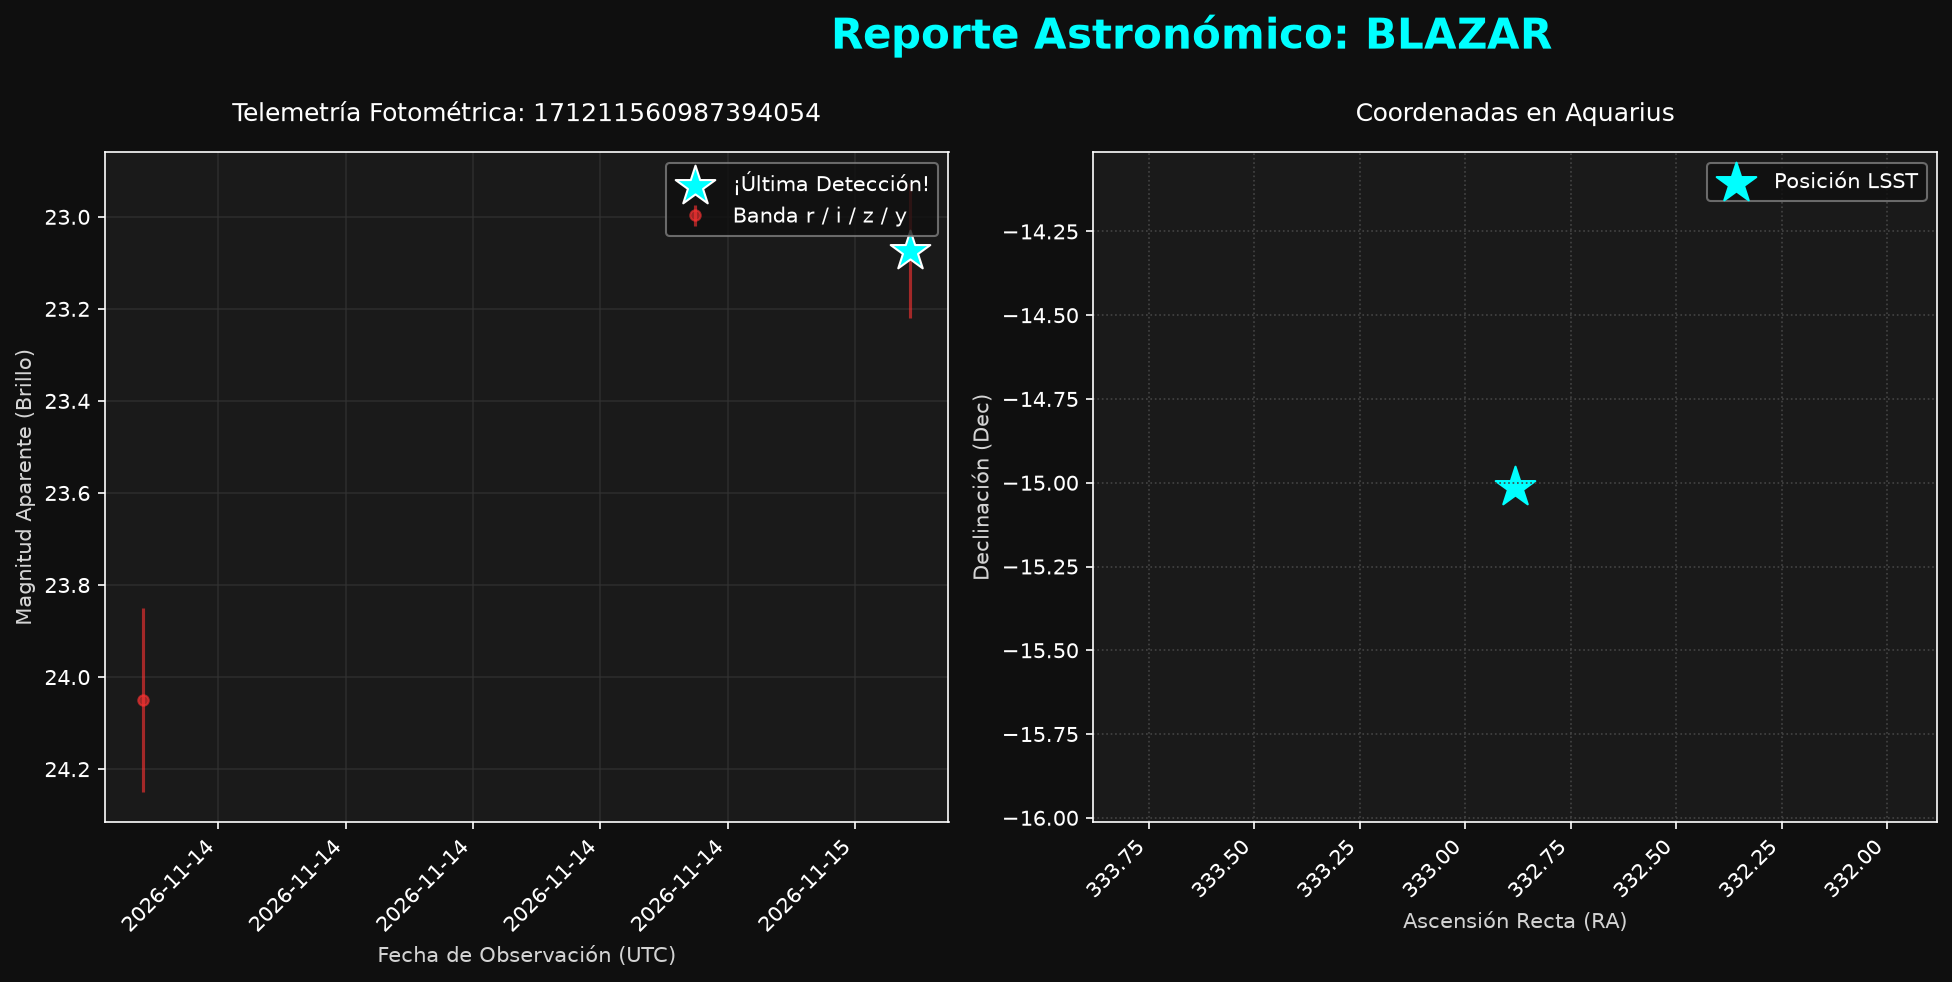 Reporte Astronómico: BLAZAR
Telemetría Fotométrica: 171211560987394054
¡Última Detección!
Banda r / i / z / y
Magnitud Aparente (Brillo)
23.0
23.2
23.4
23.6
23.8
24.0
24.2
2026-11-14
2026-11-14
2026-11-14
2026-11-14
2026-11-14
2026-11-15
Fecha de Observación (UTC)
Coordenadas en Aquarius
Posición LSST
Declinación (Dec)
−14.25
−14.50
−14.75
−15.00
−15.25
−15.50
−15.75
−16.00
333.75
333.50
333.25
333.00
332.75
332.50
332.25
332.00
Ascensión Recta (RA)